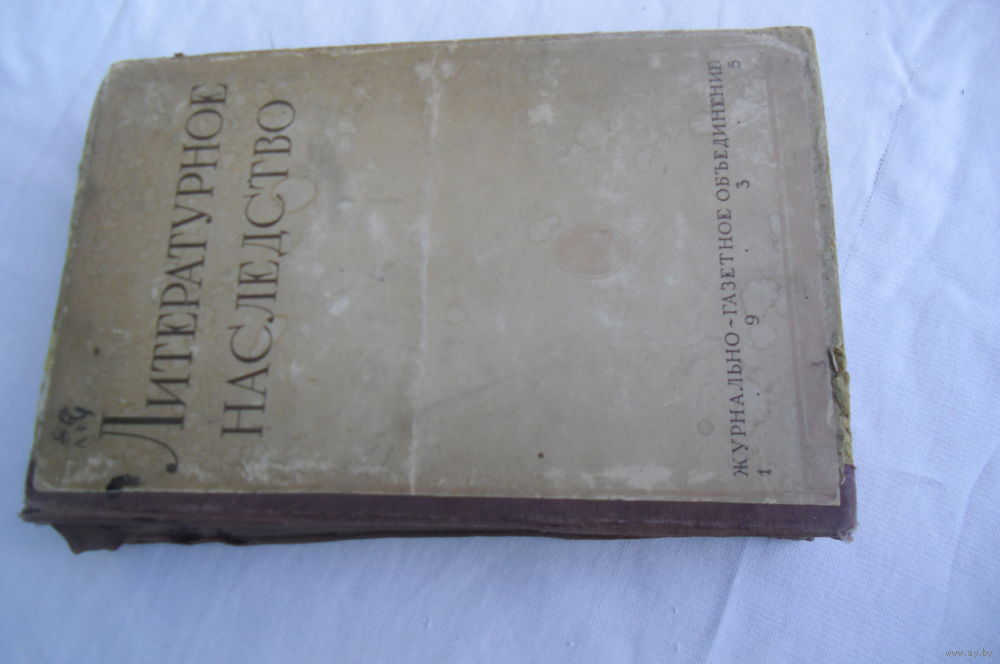 Литературное
наследство
ЖУРНАЛЬНО~ГАЗЕТНОЕ ОБЪЕДИНЕНИЕ
1 . 9 . 3 . 5
www.ay.by